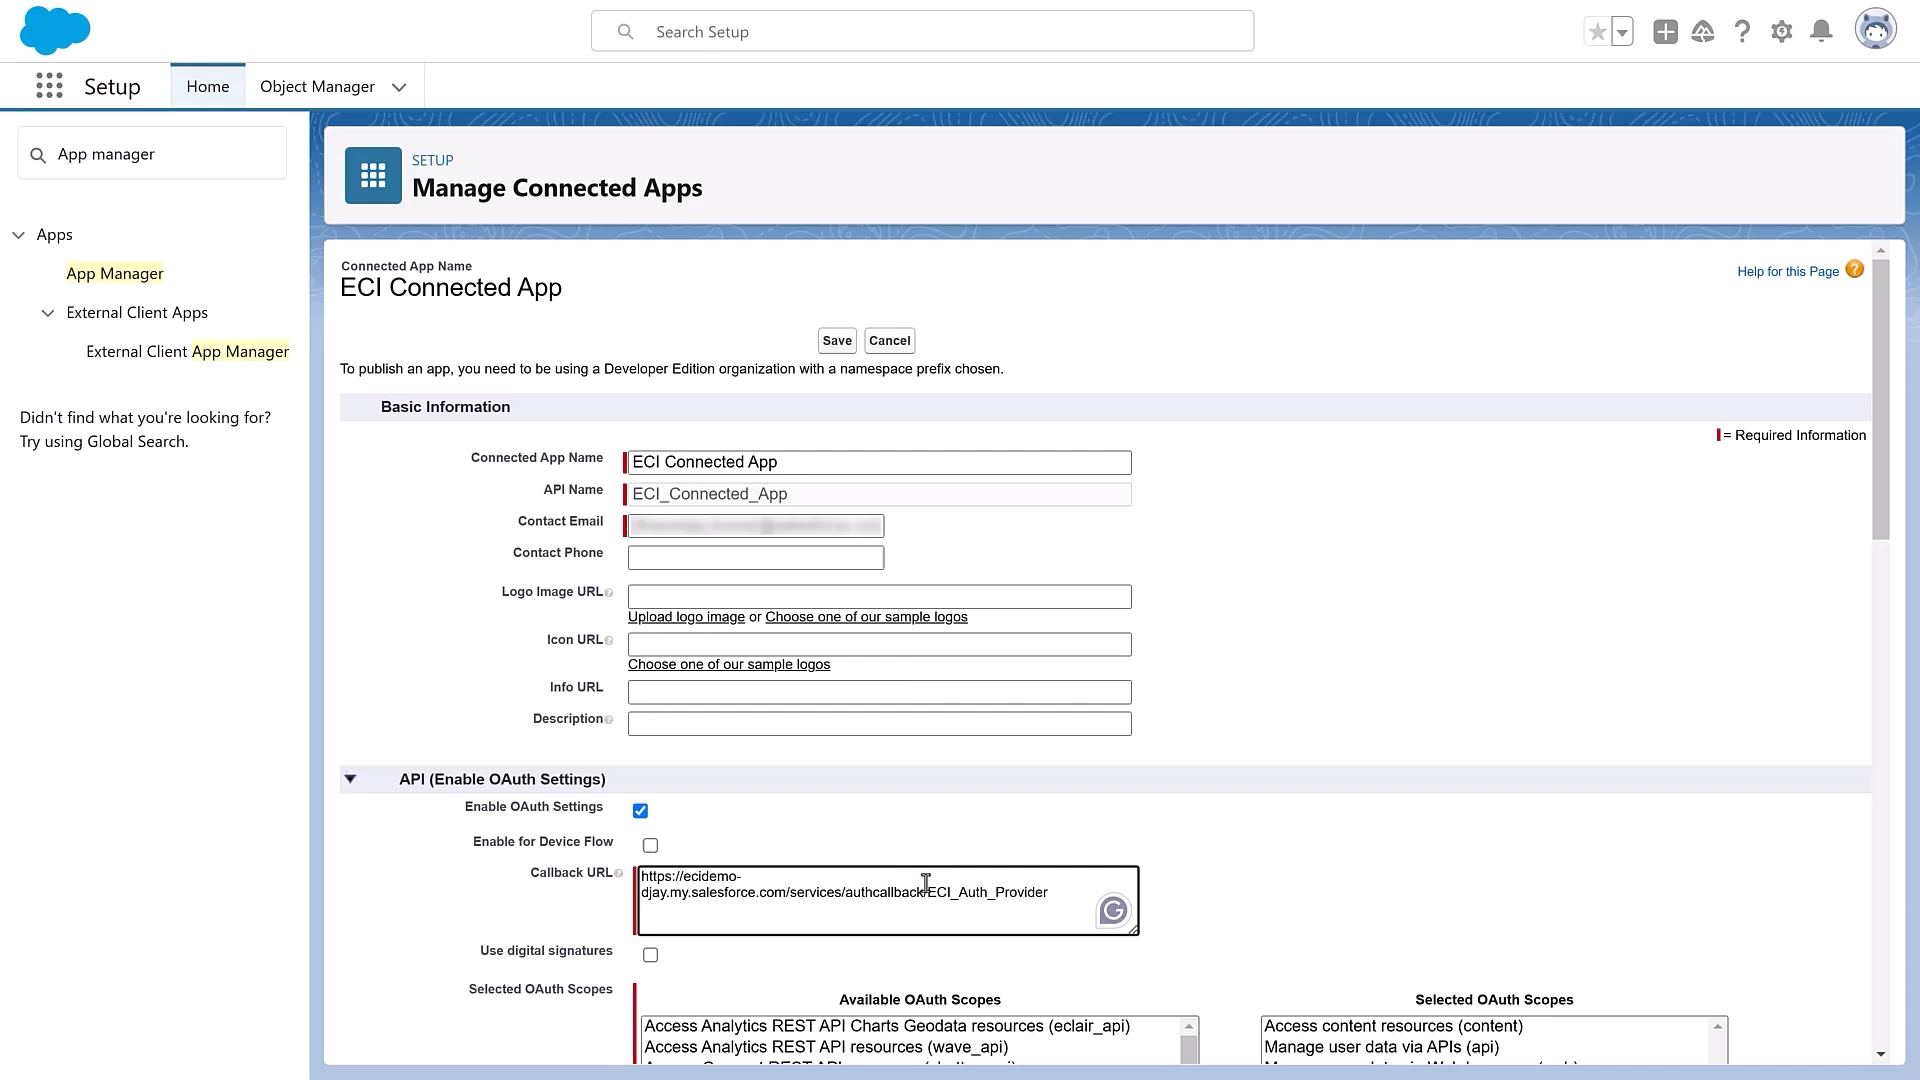 Search Setup
Setup
Home
Object Manager
App manager
Apps
App Manager
External Client Apps
External Client App Manager
Didn't find what you're looking for?
Try using Global Search.
SETUP
Manage Connected Apps
Connected App Name
ECI Connected App
Help for this Page
Save
Cancel
To publish an app, you need to be using a Developer Edition organization with a namespace prefix chosen.
Basic Information
= Required Information
Connected App Name
ECI Connected App
API Name
ECI_Connected_App
Contact Email
Contact Phone
Logo Image URL
Upload logo image or Choose one of our sample logos
Icon URL
Choose one of our sample logos
Info URL
Description
API (Enable OAuth Settings)
Enable OAuth Settings
Enable for Device Flow
Callback URL
https://ecidemo-
djay.my.salesforce.com/services/authcallback/ECI_Auth_Provider
Use digital signatures
Selected OAuth Scopes
Available OAuth Scopes
Selected OAuth Scopes
Access Analytics REST API Charts Geodata resources (eclair_api)
Access content resources (content)
Access Analytics REST API resources (wave_api)
Manage user data via APIs (api)